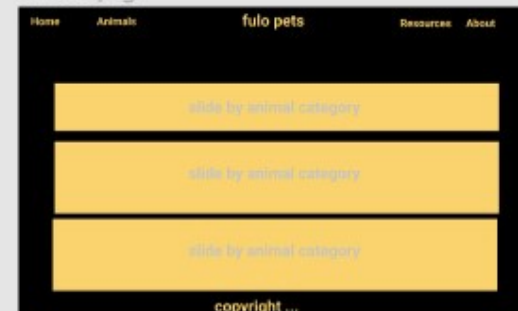 Home Animals fulo pets Resources About
slide by animal category
slide by animal category
slide by animal category
copyright ...